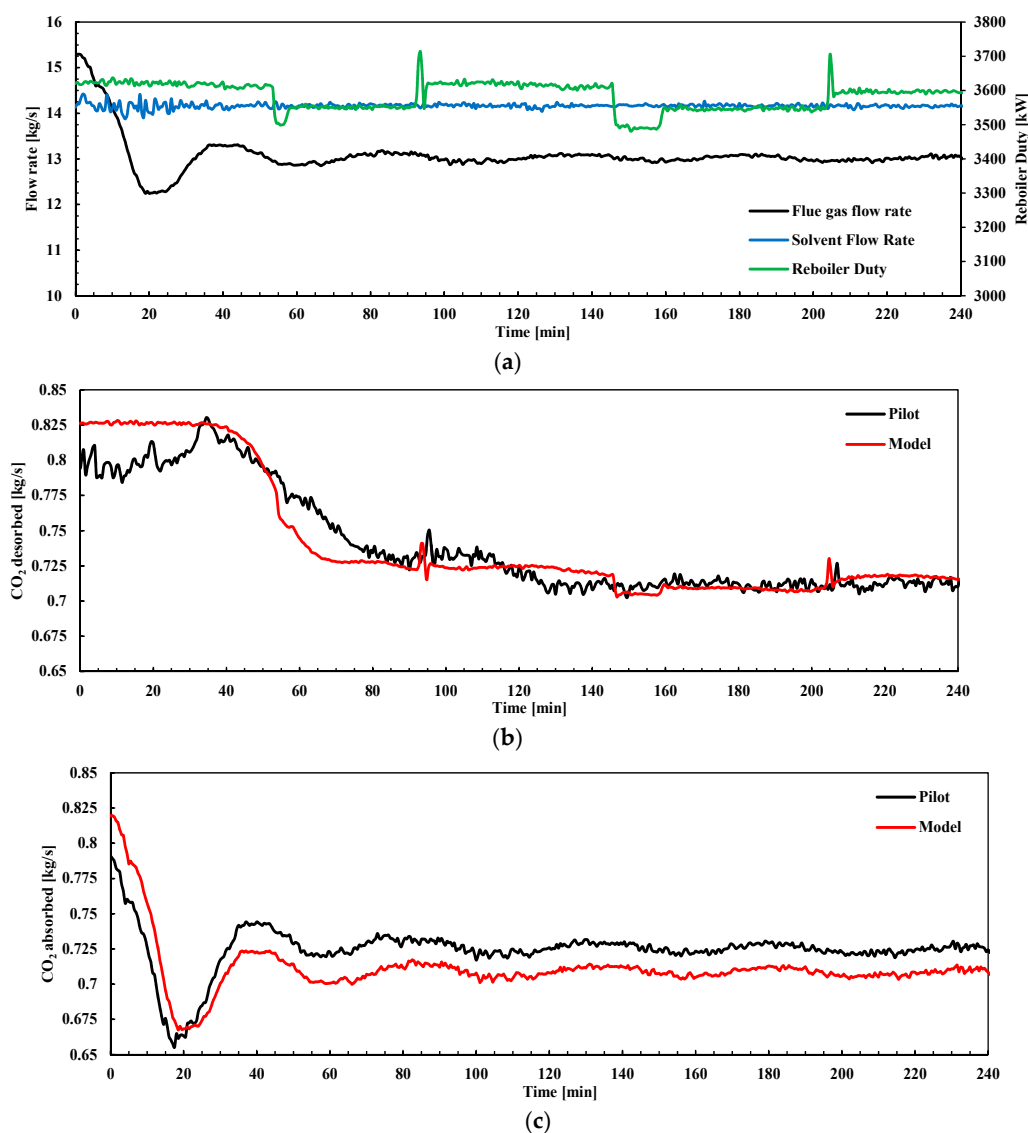 16
15
14
13
12
11
10
Flow rate [kg/s]
3800
3700
3600
3500
3400
3300
3200
3100
3000
Reboiler Duty [kW]
Flue gas flow rate
Solvent Flow Rate
Reboiler Duty
0 20 40 60 80 100 120 140 160 180 200 220 240
Time [min]
(a)
0.85
0.825
0.8
0.775
0.75
0.725
0.7
0.675
0.65
CO2 desorbed [kg/s]
Pilot
Model
0 20 40 60 80 100 120 140 160 180 200 220 240
Time [min]
(b)
0.85
0.825
0.8
0.775
0.75
0.725
0.7
0.675
0.65
CO2 absorbed [kg/s]
Pilot
Model
0 20 40 60 80 100 120 140 160 180 200 220 240
Time [min]
(c)